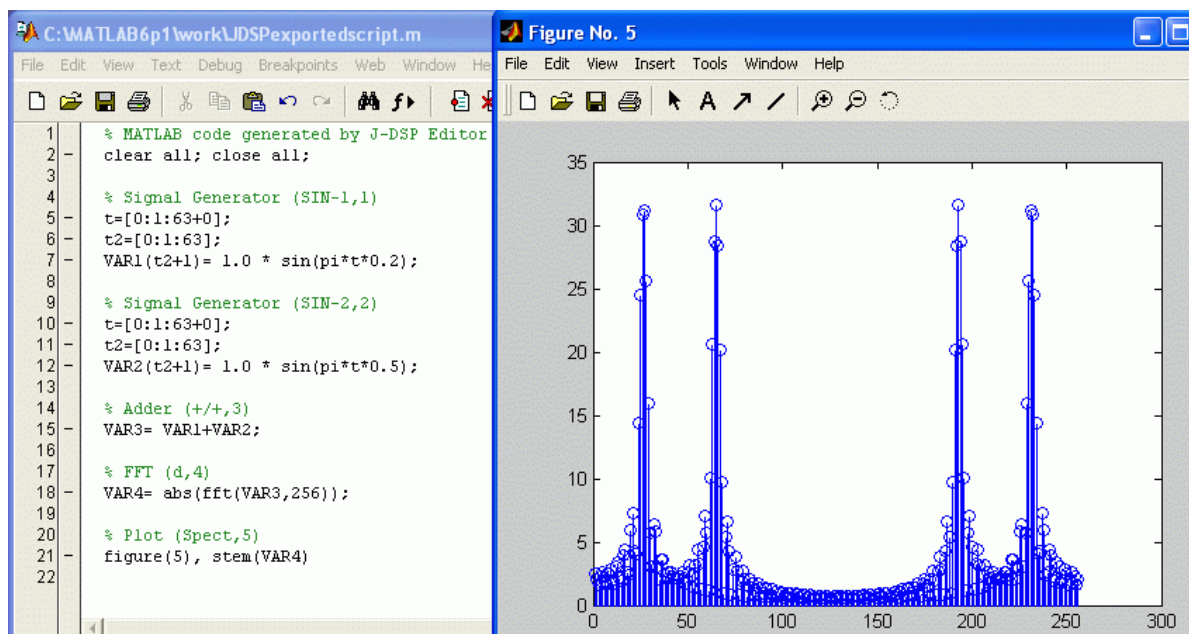 C:\MATLAB6p1\work\JDSPexportedscript.m
File Edit View Text Debug Breakpoints Web Window He
1 % MATLAB code generated by J-DSP Editor
2 - clear all; close all;
3
4 % Signal Generator (SIN-1,1)
5 - t=[0:1:63+0];
6 - t2=[0:1:63];
7 - VAR1(t2+1)= 1.0 * sin(pi*t*0.2);
8
9 % Signal Generator (SIN-2,2)
10 - t=[0:1:63+0];
11 - t2=[0:1:63];
12 - VAR2(t2+1)= 1.0 * sin(pi*t*0.5);
13
14 % Adder (+/+,3)
15 - VAR3= VAR1+VAR2;
16
17 % FFT (d,4)
18 - VAR4= abs(fft(VAR3,256));
19
20 % Plot (Spect,5)
21 - figure(5), stem(VAR4)
22
Figure No. 5
File Edit View Insert Tools Window Help
A
35
30
25
20
15
10
5
0
0 50 100 150 200 250 300